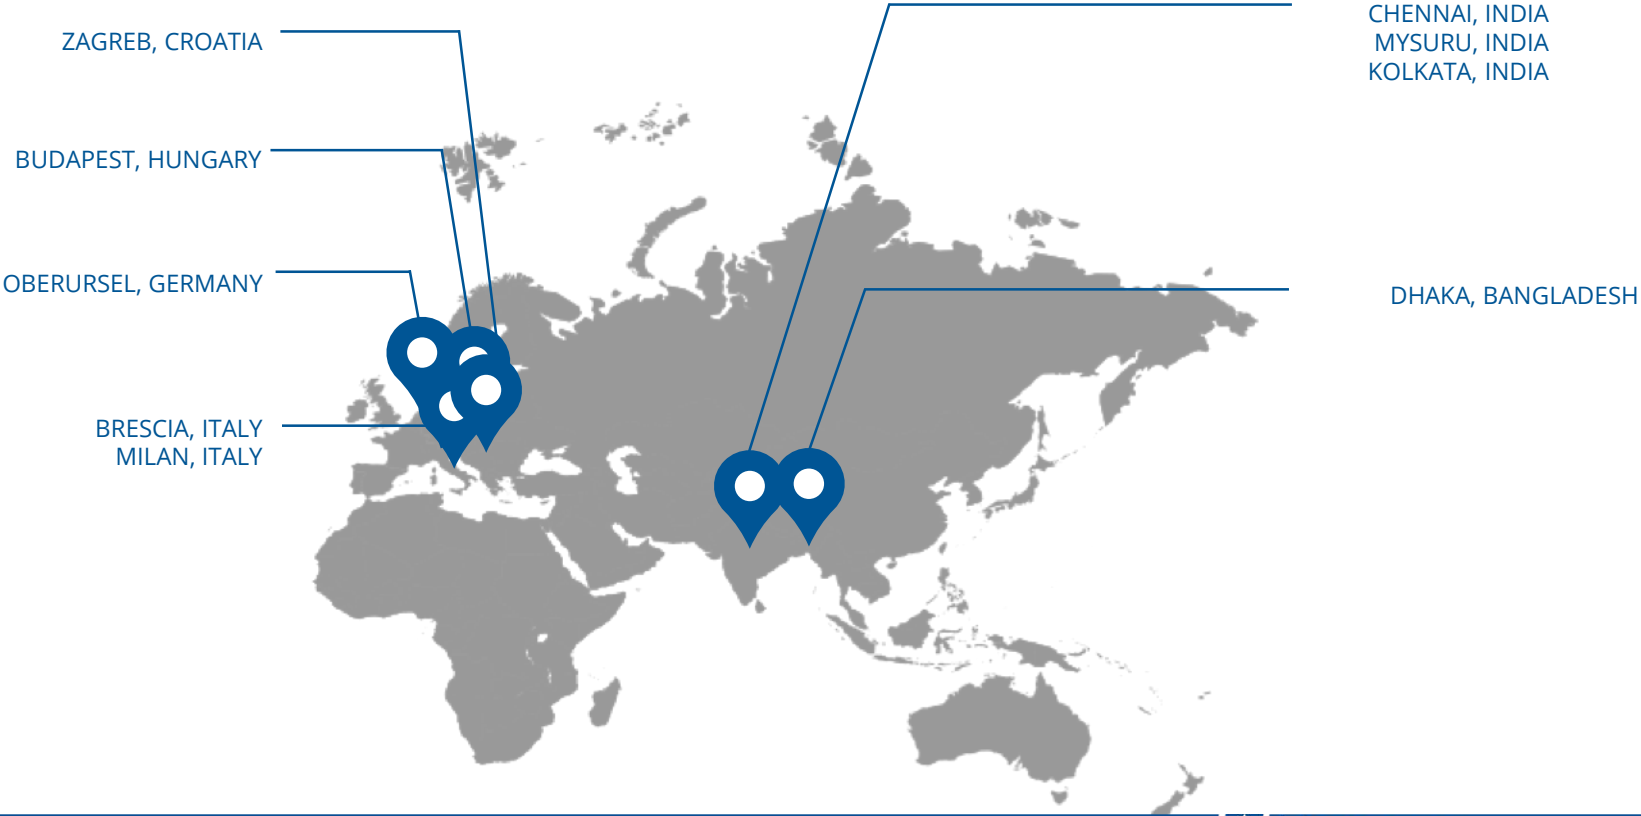 ZAGREB, CROATIA
BUDAPEST, HUNGARY
OBERURSEL, GERMANY
BRESCIA, ITALY
MILAN, ITALY
CHENNAI, INDIA
MYSURU, INDIA
KOLKATA, INDIA
DHAKA, BANGLADESH